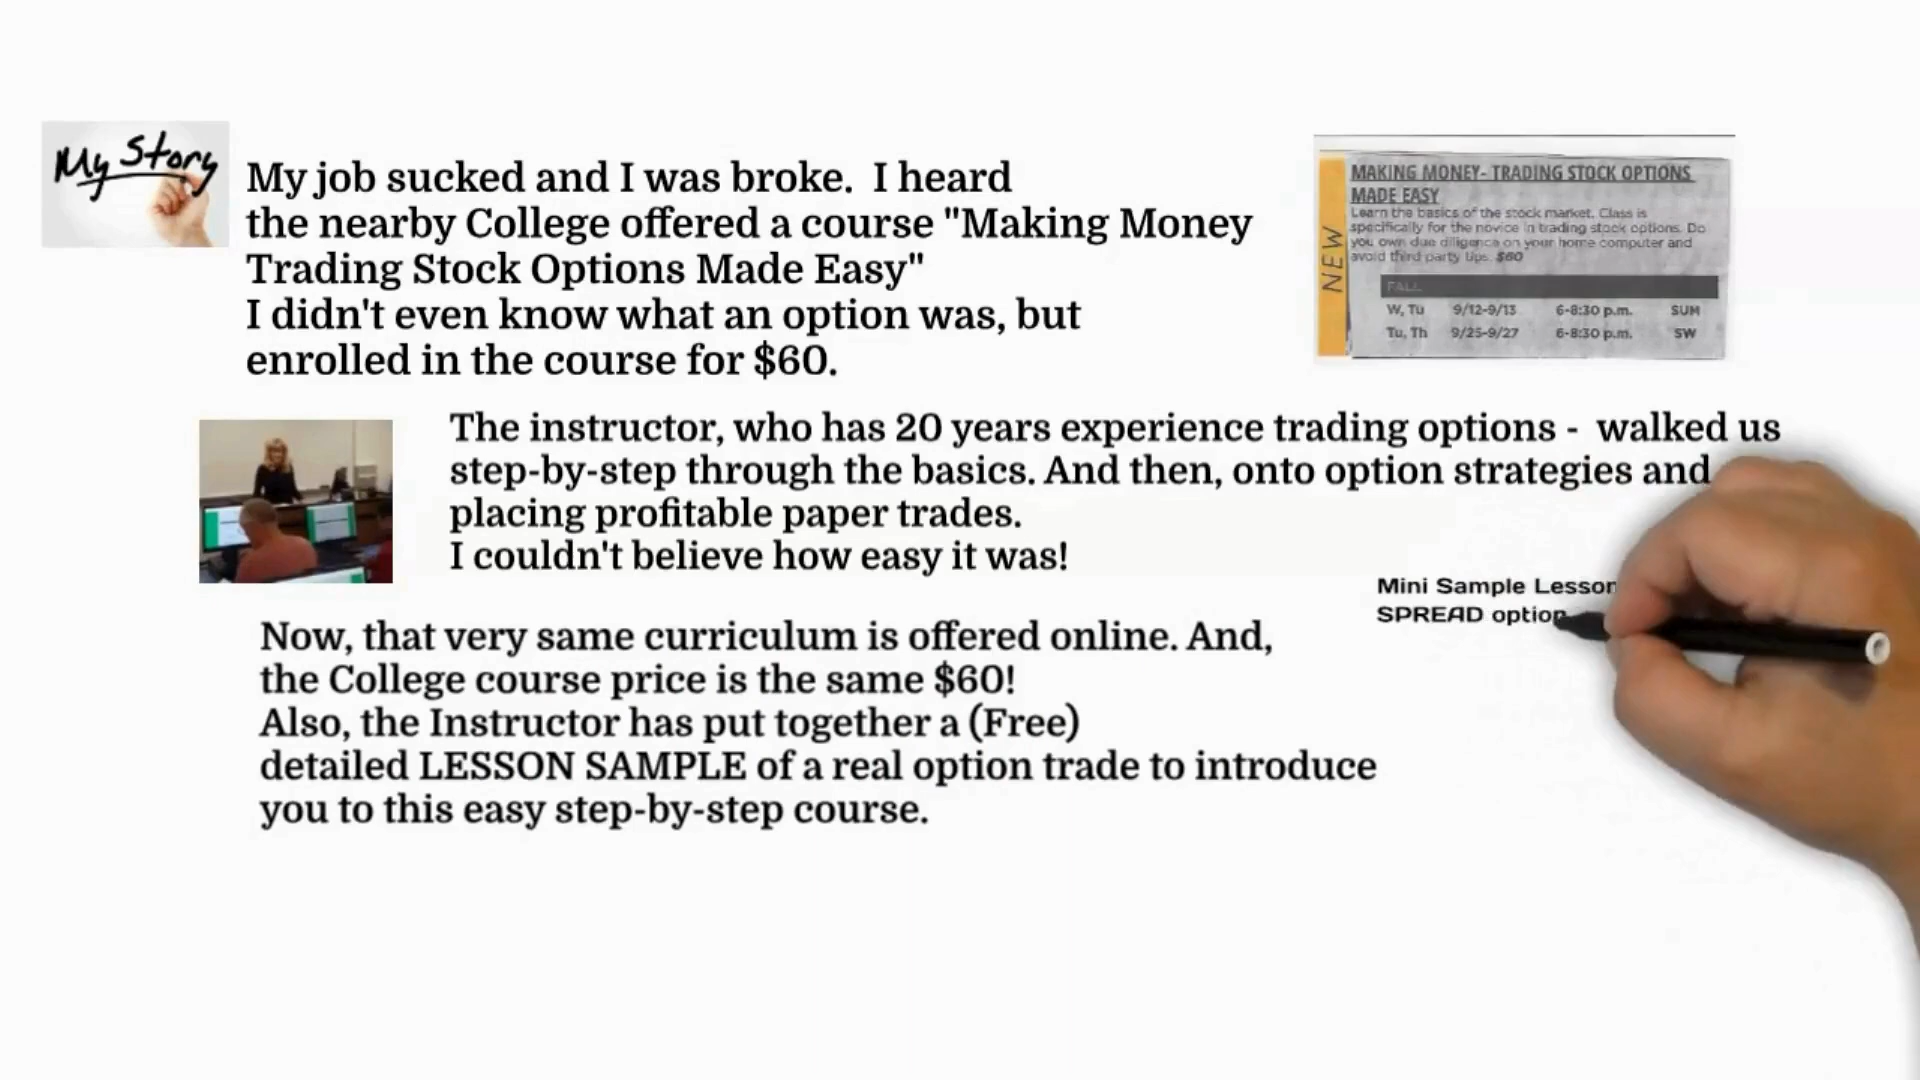 My Story
My job sucked and I was broke.  I heard
the nearby College offered a course "Making Money
Trading Stock Options Made Easy"
I didn't even know what an option was, but
enrolled in the course for $60.
NEW
MAKING MONEY- TRADING STOCK OPTIONS
MADE EASY
Learn the basics of the stock market. Class is
specifically for the novice in trading stock options. Do
you own due diligence on your home computer and
avoid third party tips. $60
FALL
W, Tu 9/12-9/13 6-8:30 p.m. SUM
Tu, Th 9/25-9/27 6-8:30 p.m. SW
The instructor, who has 20 years experience trading options -  walked us
step-by-step through the basics. And then, onto option strategies and
placing profitable paper trades.
I couldn't believe how easy it was!
Mini Sample Lesson
SPREAD option
Now, that very same curriculum is offered online. And,
the College course price is the same $60!
Also, the Instructor has put together a (Free)
detailed LESSON SAMPLE of a real option trade to introduce
you to this easy step-by-step course.